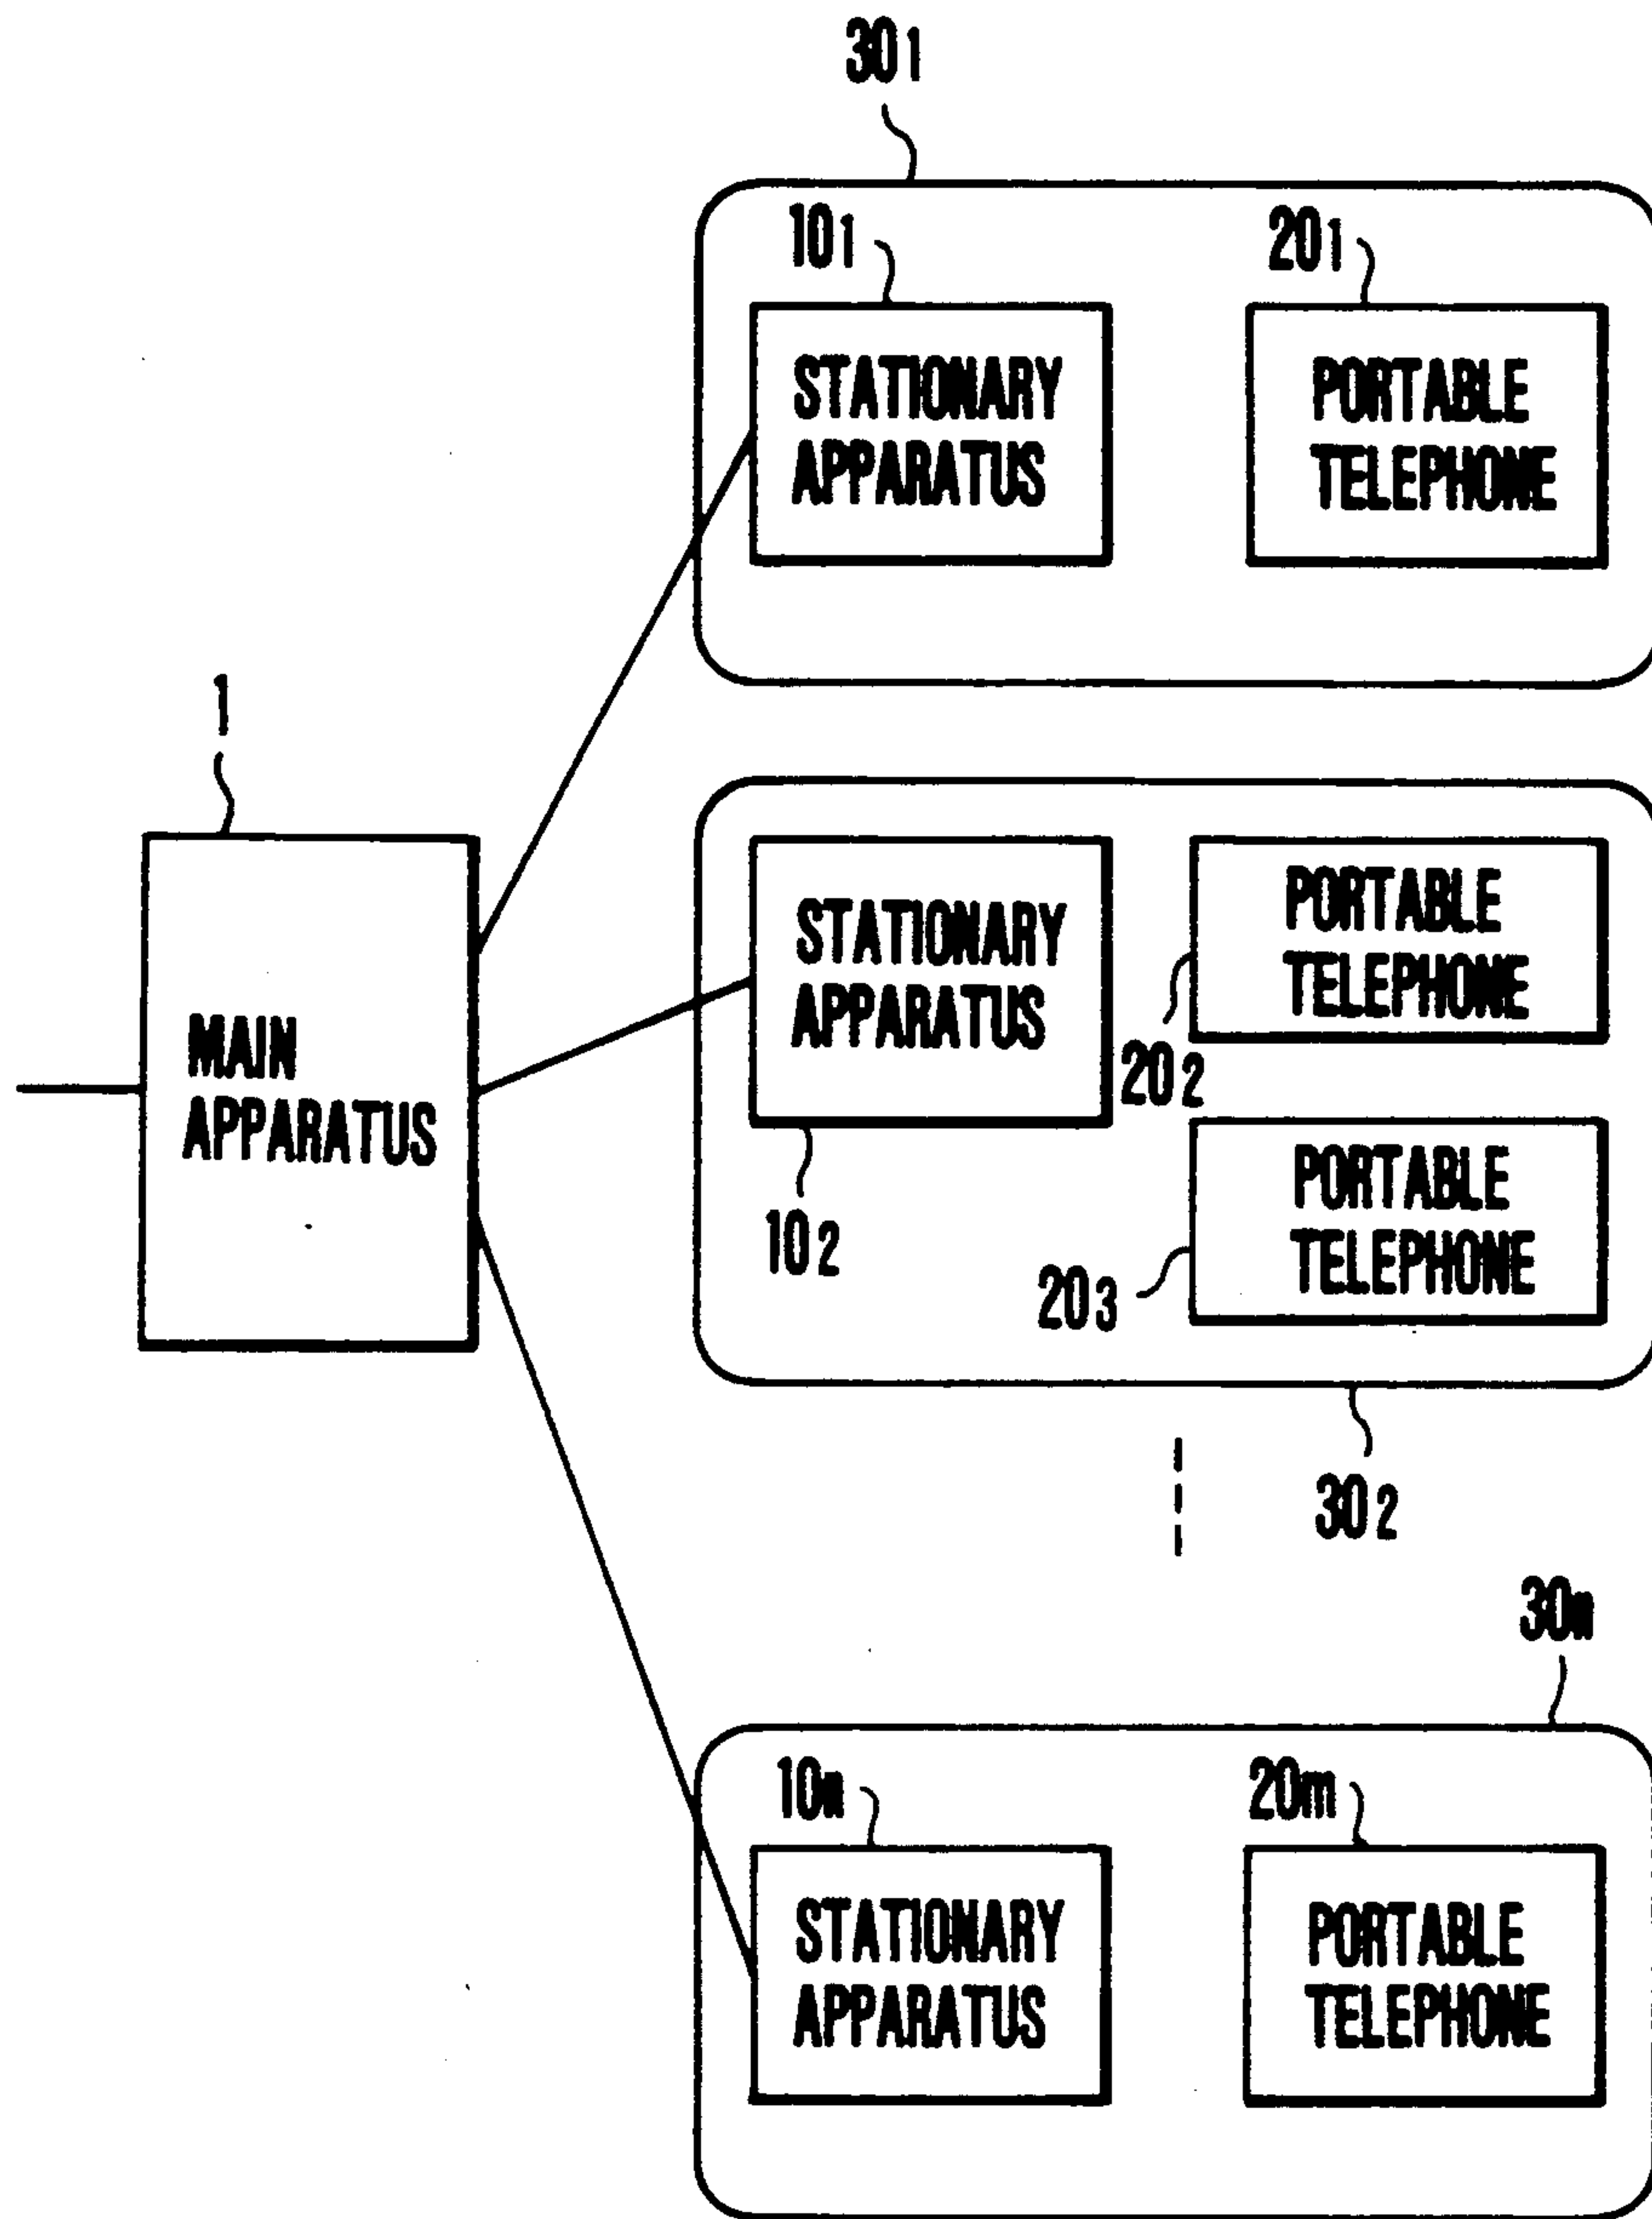 30₁
10₁
20₁
STATIONARY
APPARATUS
PORTABLE
TELEPHONE
1
MAIN
APPARATUS
STATIONARY
APPARATUS
10₂
PORTABLE
TELEPHONE
20₂
PORTABLE
TELEPHONE
20₃
30₂
30n
10n
20m
STATIONARY
APPARATUS
PORTABLE
TELEPHONE